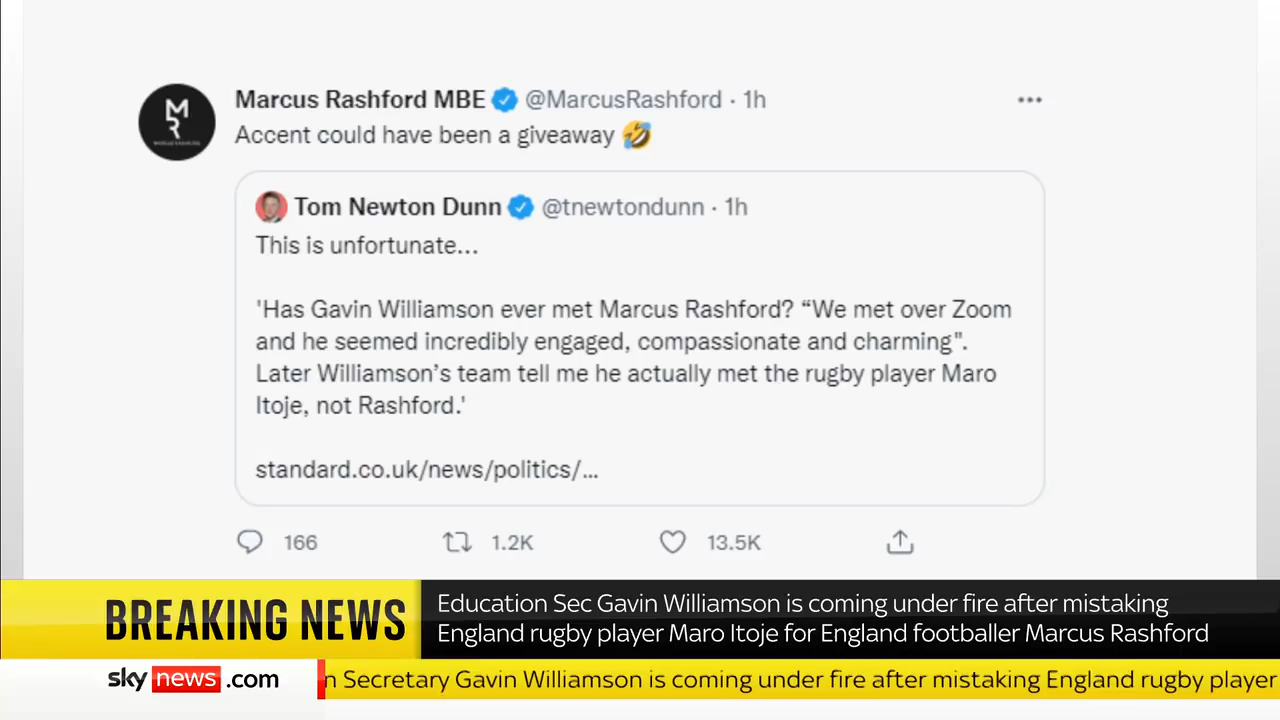 Marcus Rashford MBE @MarcusRashford · 1h
Accent could have been a giveaway 🤣
Tom Newton Dunn @tnewtondunn · 1h
This is unfortunate...
'Has Gavin Williamson ever met Marcus Rashford? “We met over Zoom
and he seemed incredibly engaged, compassionate and charming".
Later Williamson’s team tell me he actually met the rugby player Maro
Itoje, not Rashford.'
standard.co.uk/news/politics/...
166 1.2K 13.5K
BREAKING NEWS
Education Sec Gavin Williamson is coming under fire after mistaking
England rugby player Maro Itoje for England footballer Marcus Rashford
sky news .com
n Secretary Gavin Williamson is coming under fire after mistaking England rugby player